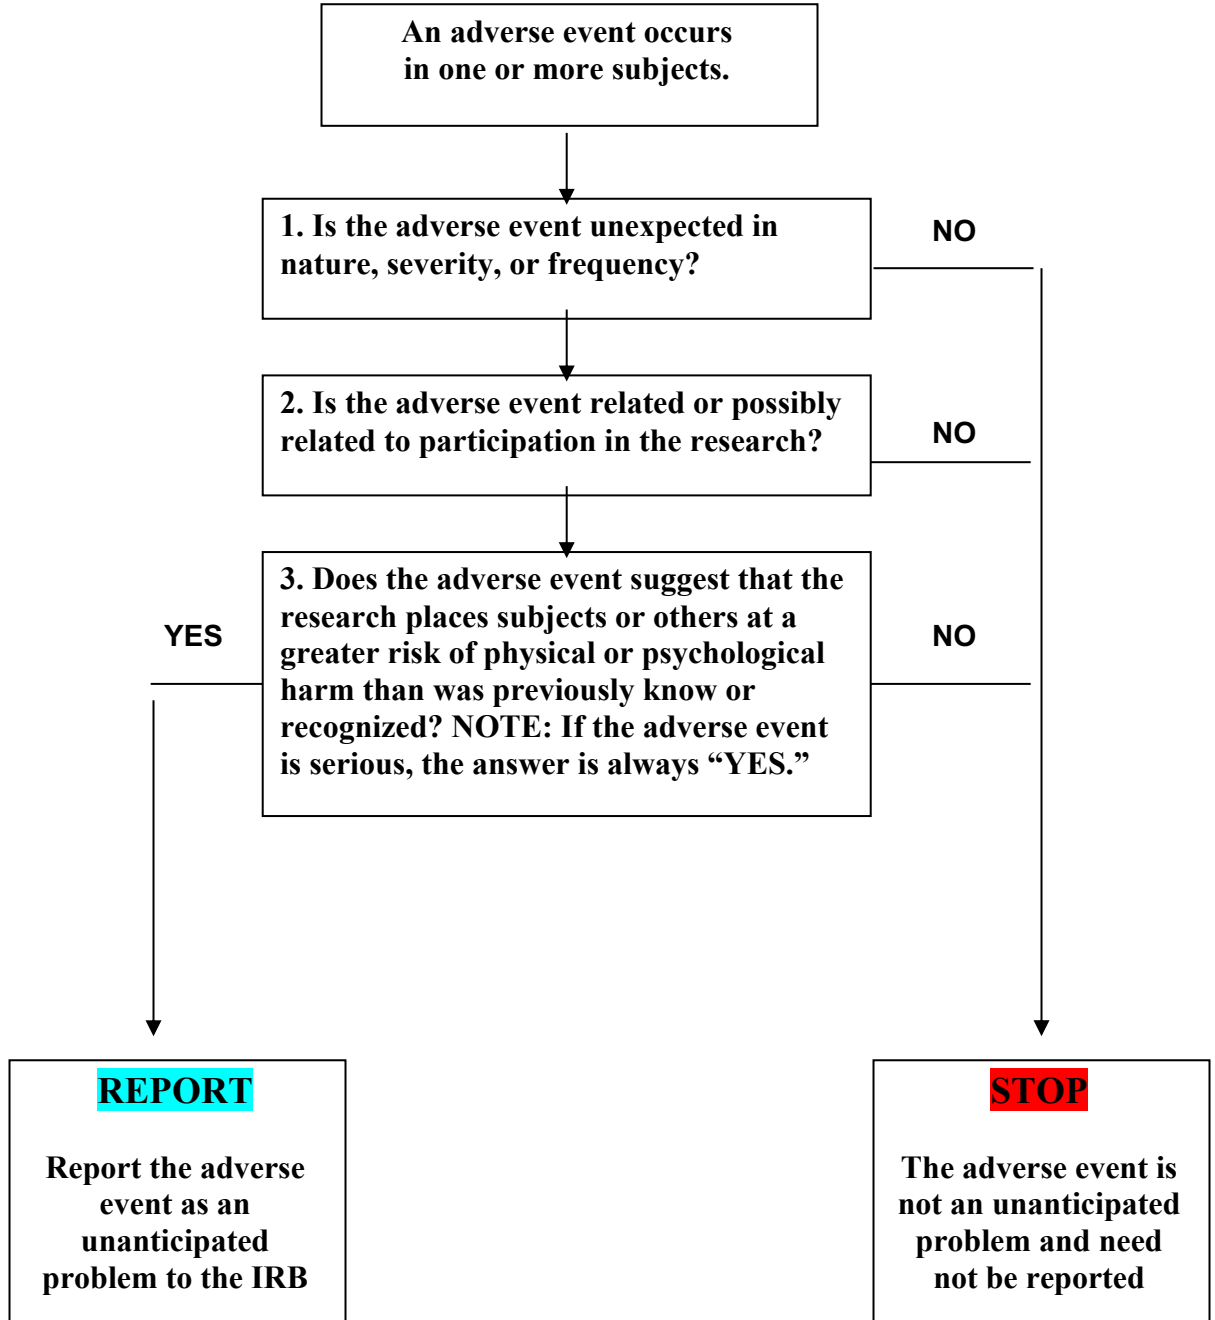 An adverse event occurs
in one or more subjects.
1. Is the adverse event unexpected in
nature, severity, or frequency?
NO
2. Is the adverse event related or possibly
related to participation in the research?
NO
3. Does the adverse event suggest that the
research places subjects or others at a
greater risk of physical or psychological
harm than was previously know or
recognized? NOTE: If the adverse event
is serious, the answer is always “YES.”
YES
NO
REPORT
Report the adverse
event as an
unanticipated
problem to the IRB
STOP
The adverse event is
not an unanticipated
problem and need
not be reported